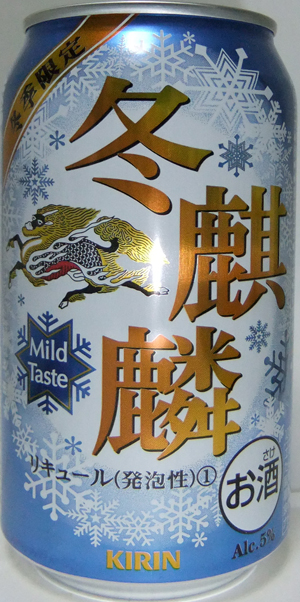 冬季限定
冬麒麟
Mild
Taste
リキュール(発泡性)①
さけ
お酒
Alc.5%
KIRIN